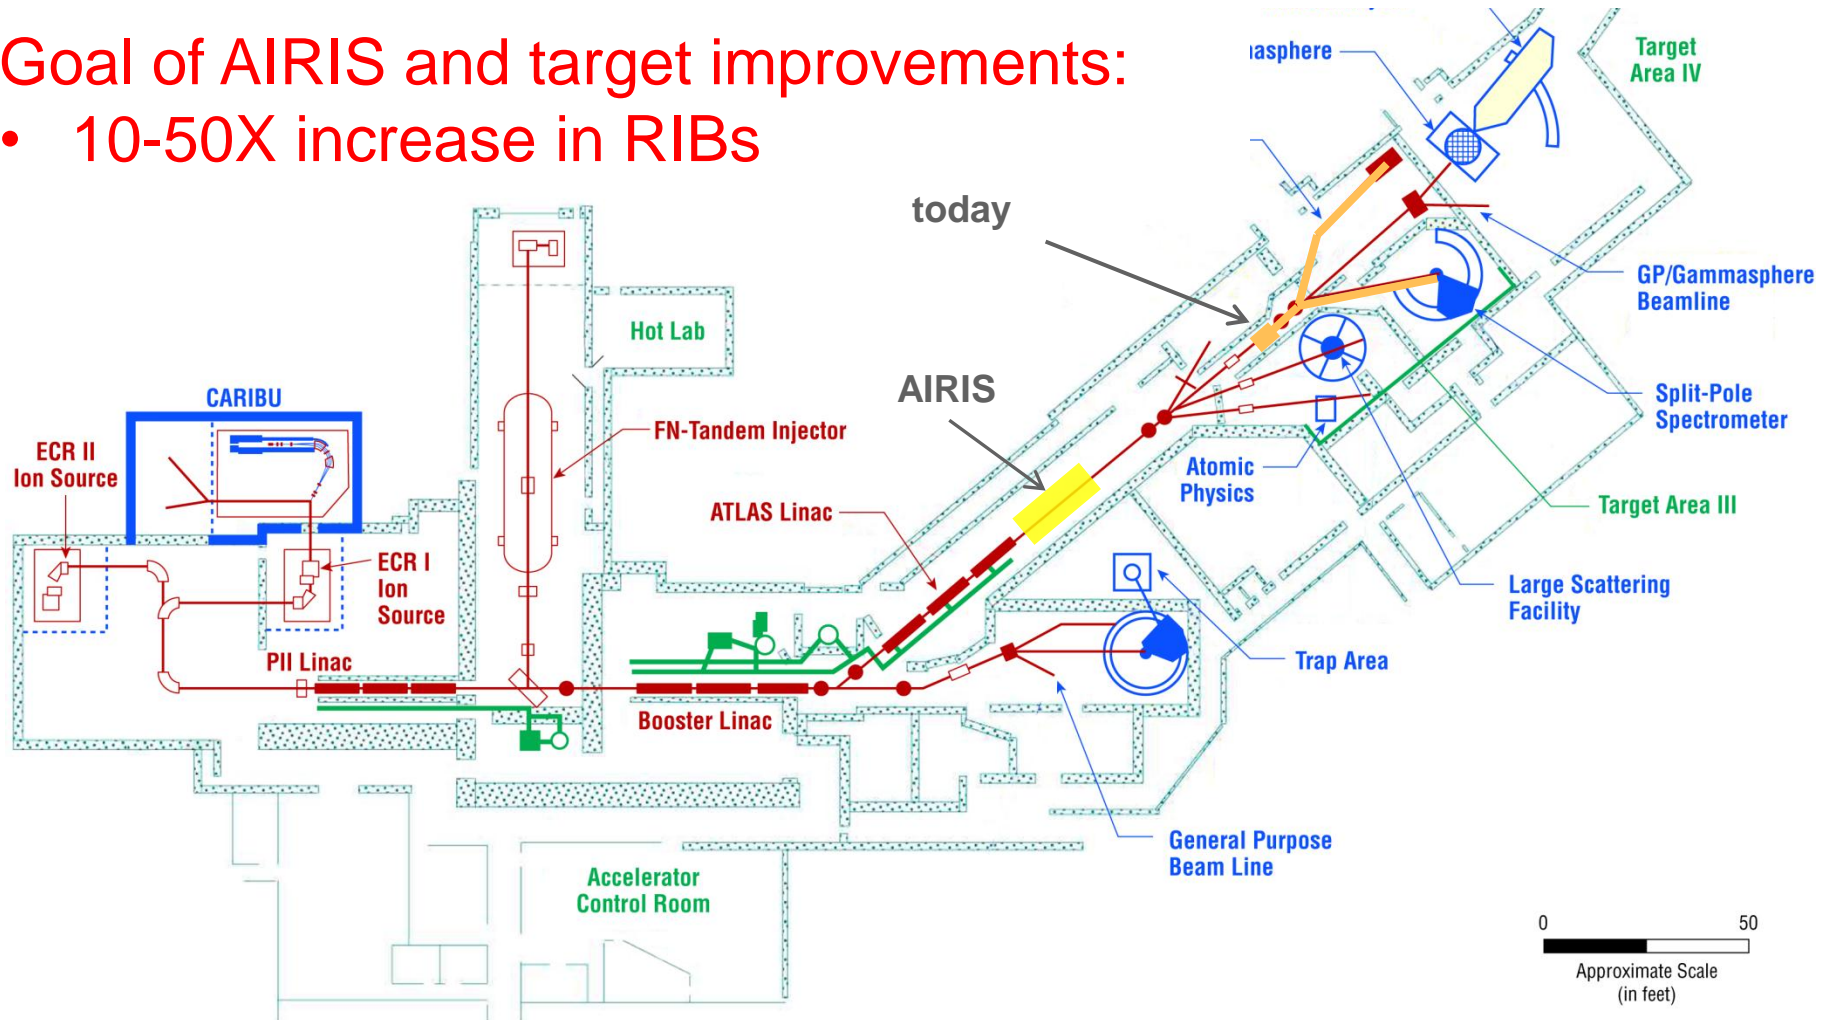 Goal of AIRIS and target improvements:
• 10-50X increase in RIBs
Target
Area IV
today
GP/Gammasphere
Beamline
Hot Lab
AIRIS
CARIBU
Split-Pole
Spectrometer
FN-Tandem Injector
ECR II
Ion Source
Atomic
Physics
ATLAS Linac
Target Area III
ECR I
Ion
Source
Large Scattering
Facility
PII Linac
Trap Area
Booster Linac
General Purpose
Beam Line
Accelerator
Control Room
0 50
Approximate Scale
(in feet)